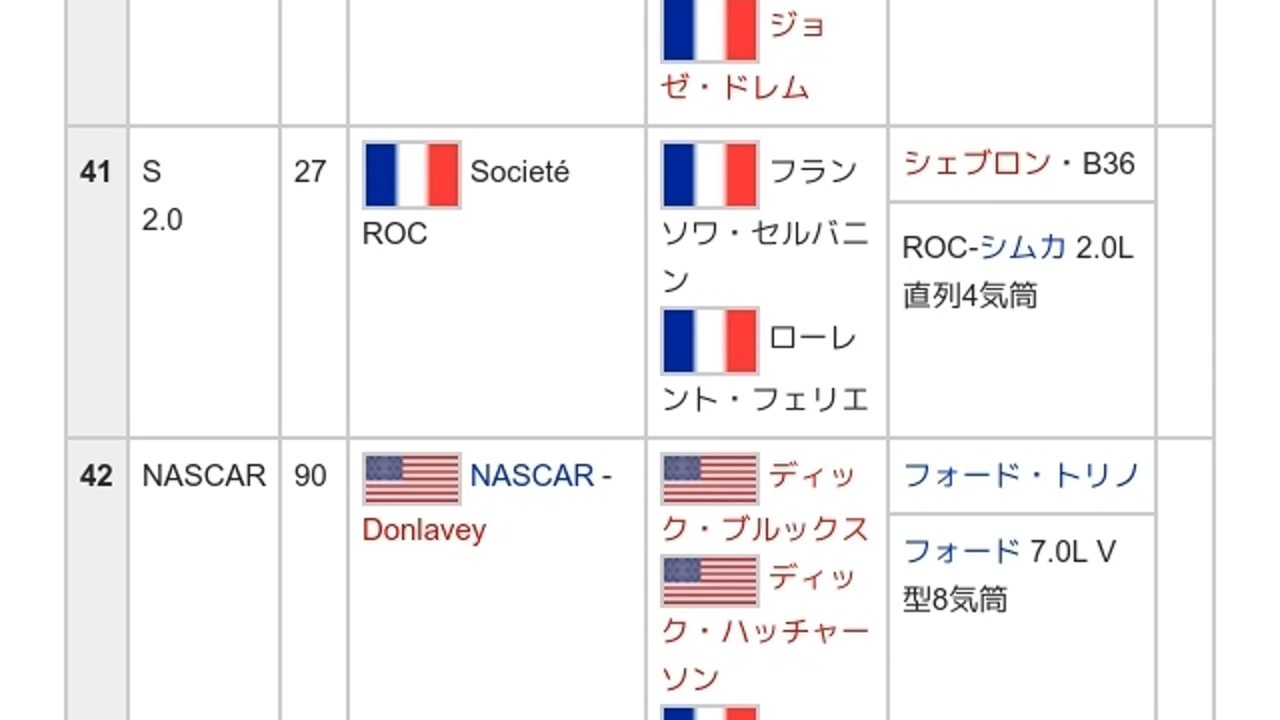 ジョ
ゼ・ドレム
41
S
2.0
27
Societé
ROC
フラン
ソワ・セルバニ
ン
ローレ
ント・フェリエ
シェブロン・B36
ROC-シムカ 2.0L
直列4気筒
42
NASCAR
90
NASCAR -
Donlavey
ディッ
ク・ブルックス
ディッ
ク・ハッチャー
ソン
フォード・トリノ
フォード 7.0L V
型8気筒